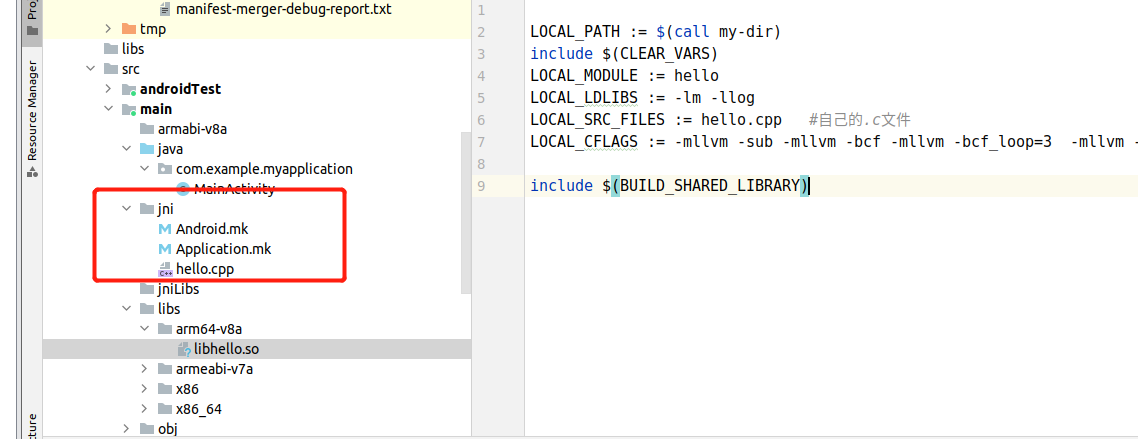 Proj
Resource Manager
cture
manifest-merger-debug-report.txt
tmp
libs
src
androidTest
main
armabi-v8a
java
com.example.myapplication
MainActivity
jni
Android.mk
Application.mk
hello.cpp
jniLibs
libs
arm64-v8a
libhello.so
armeabi-v7a
x86
x86_64
obj
1
2 LOCAL_PATH := $(call my-dir)
3 include $(CLEAR_VARS)
4 LOCAL_MODULE := hello
5 LOCAL_LDLIBS := -lm -llog
6 LOCAL_SRC_FILES := hello.cpp #自己的.c文件
7 LOCAL_CFLAGS := -mllvm -sub -mllvm -bcf -mllvm -bcf_loop=3 -mllvm -
8
9 include $(BUILD_SHARED_LIBRARY)